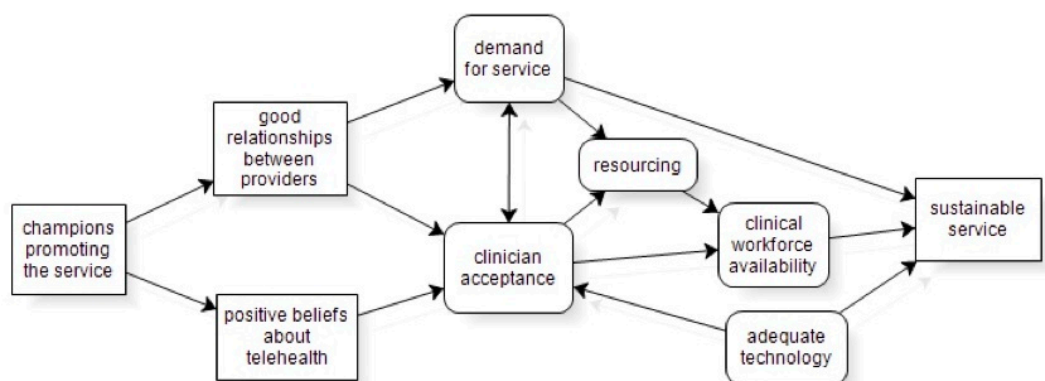 demand
for service
good
relationships
between
providers
resourcing
champions
promoting
the service
clinician
acceptance
clinical
workforce
availability
sustainable
service
positive beliefs
about
telehealth
adequate
technology